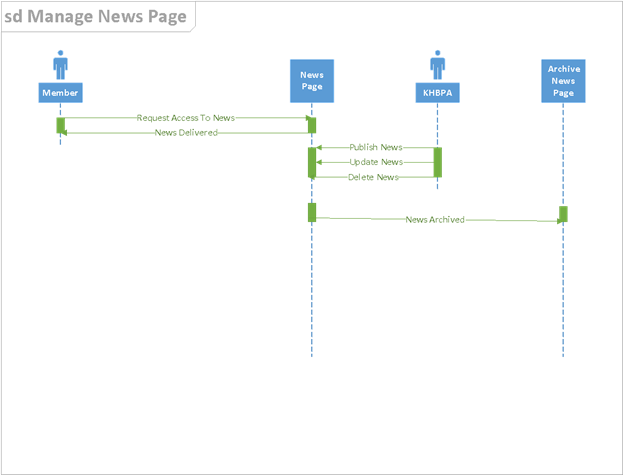 sd Manage News Page
Member
News
Page
KHBPA
Archive
News
Page
Request Access To News
News Delivered
Publish News
Update News
Delete News
News Archived